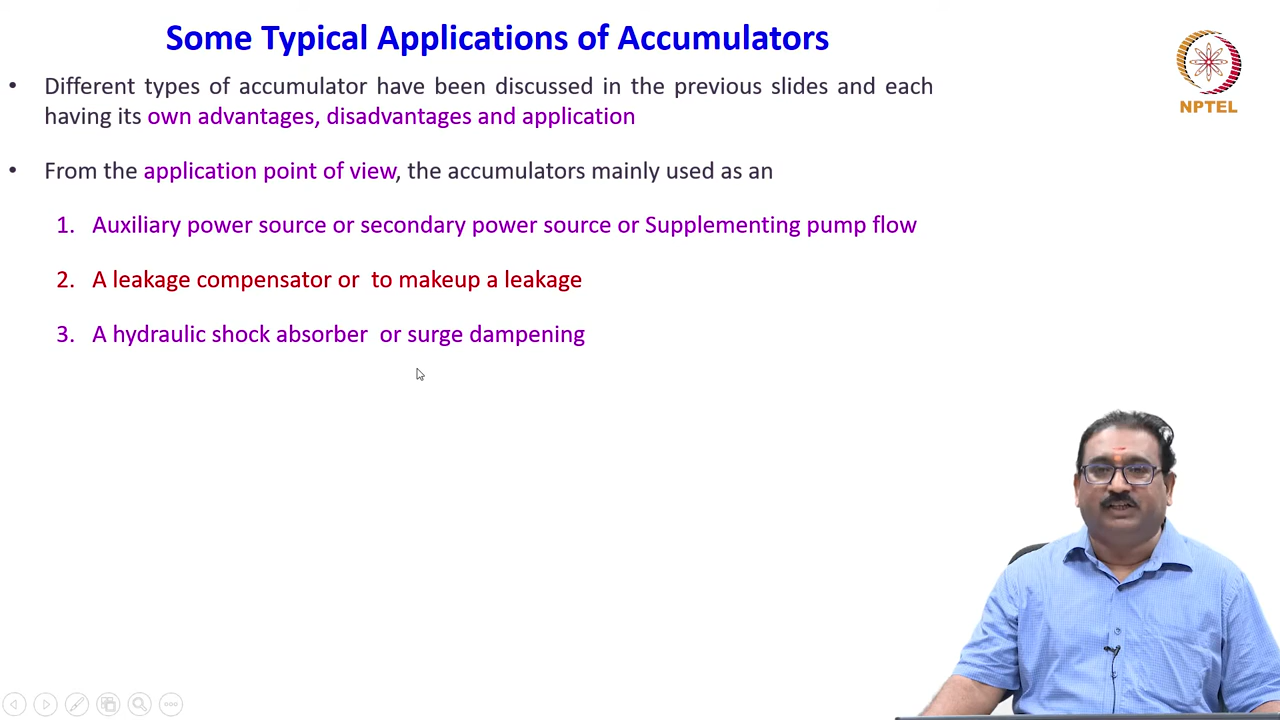 Some Typical Applications of Accumulators
• Different types of accumulator have been discussed in the previous slides and each
having its own advantages, disadvantages and application
• From the application point of view, the accumulators mainly used as an
1. Auxiliary power source or secondary power source or Supplementing pump flow
2. A leakage compensator or to makeup a leakage
3. A hydraulic shock absorber or surge dampening
NPTEL